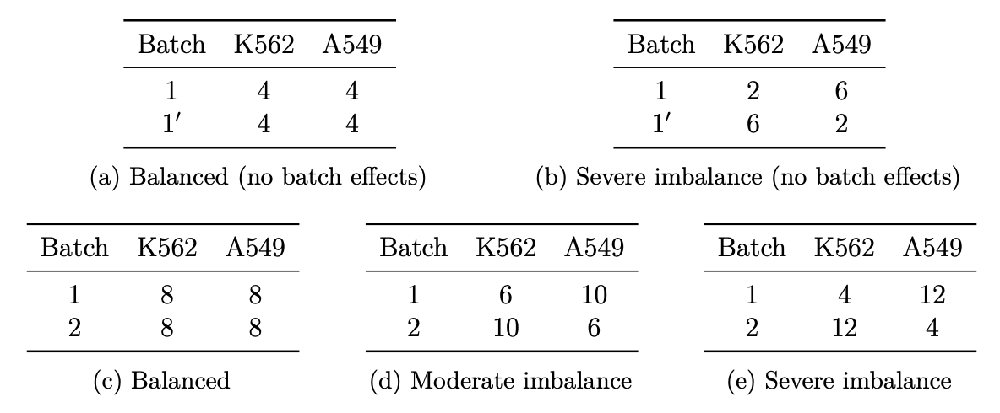 Batch K562 A549
1 4 4
1′ 4 4
(a) Balanced (no batch effects)
Batch K562 A549
1 2 6
1′ 6 2
(b) Severe imbalance (no batch effects)
Batch K562 A549
1 8 8
2 8 8
(c) Balanced
Batch K562 A549
1 6 10
2 10 6
(d) Moderate imbalance
Batch K562 A549
1 4 12
2 12 4
(e) Severe imbalance